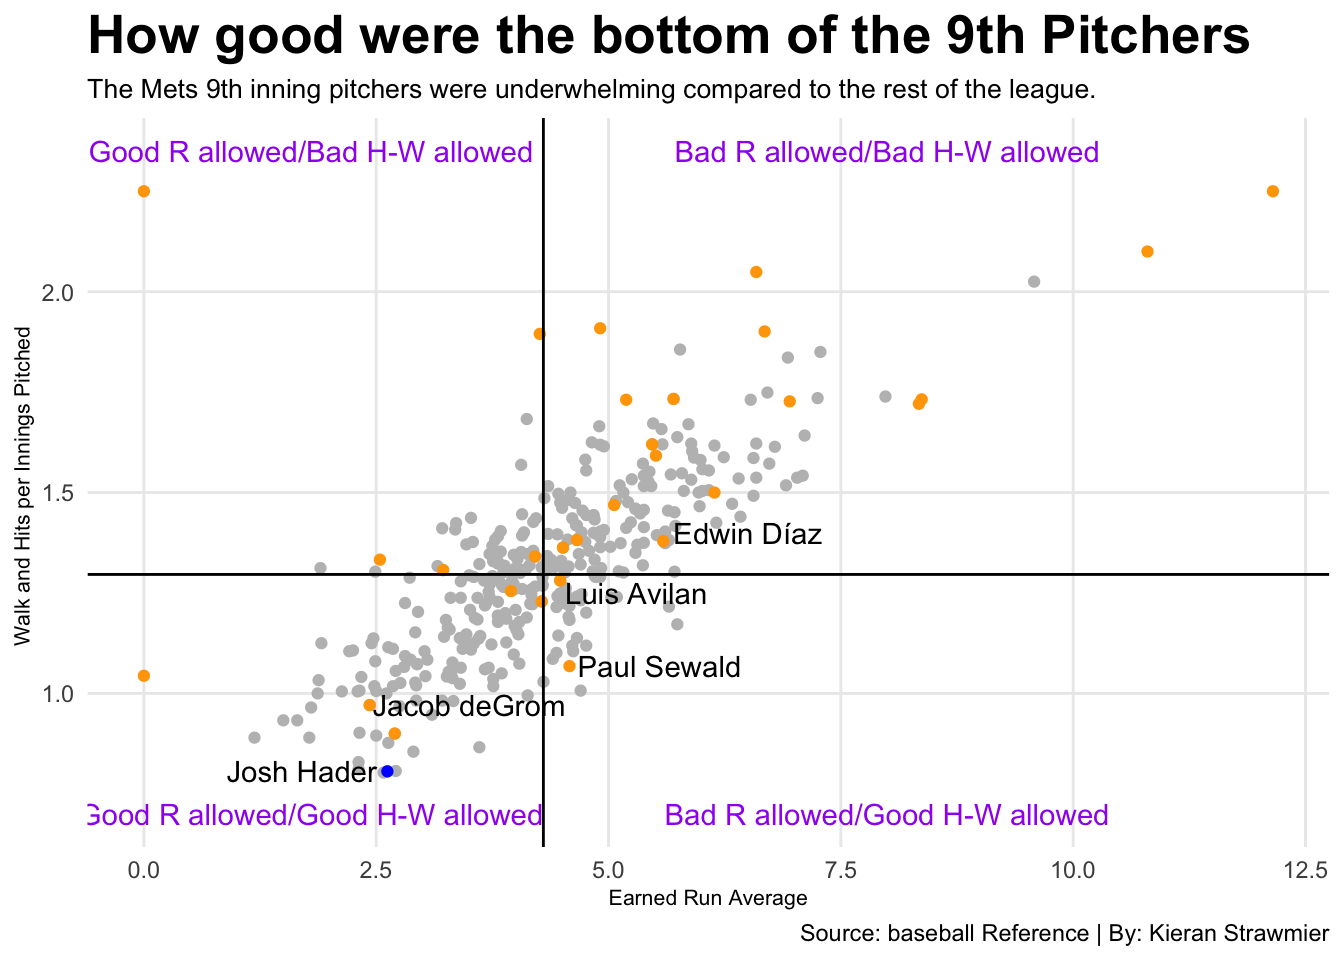 How good were the bottom of the 9th Pitchers
The Mets 9th inning pitchers were underwhelming compared to the rest of the league.
Good R allowed/Bad H-W allowed
Bad R allowed/Bad H-W allowed
2.0
1.5
1.0
Walk and Hits per Innings Pitched
Edwin Díaz
Luis Avilan
Paul Sewald
Jacob deGrom
Josh Hader
Good R allowed/Good H-W allowed
Bad R allowed/Good H-W allowed
0.0
2.5
5.0
7.5
10.0
12.5
Earned Run Average
Source: baseball Reference | By: Kieran Strawmier